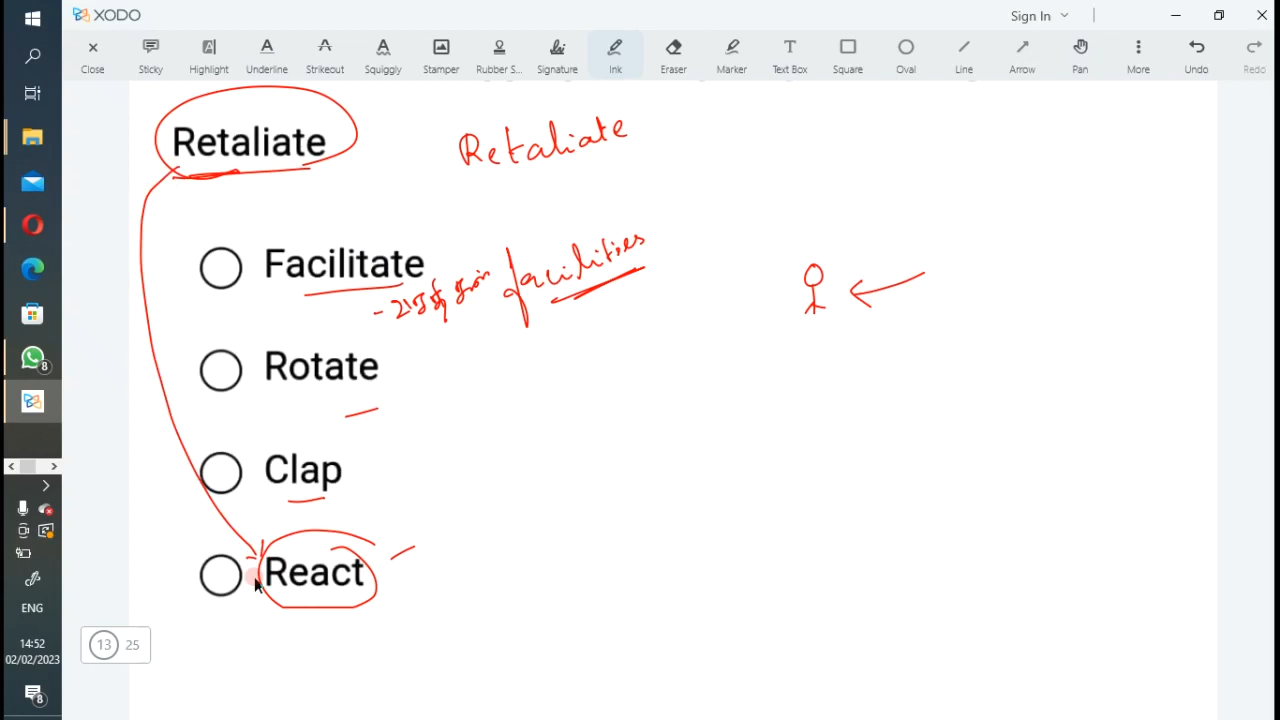 XODO
Sign In
Close Sticky Highlight Underline Strikeout Squiggly Stamper Rubber S... Signature Ink Eraser Marker Text Box Square Oval Line Arrow Pan More Undo Redo
Retaliate Retaliate
Facilitate facilities
Rotate
Clap
React
8
ENG
14:52
02/02/2023
13 25
8